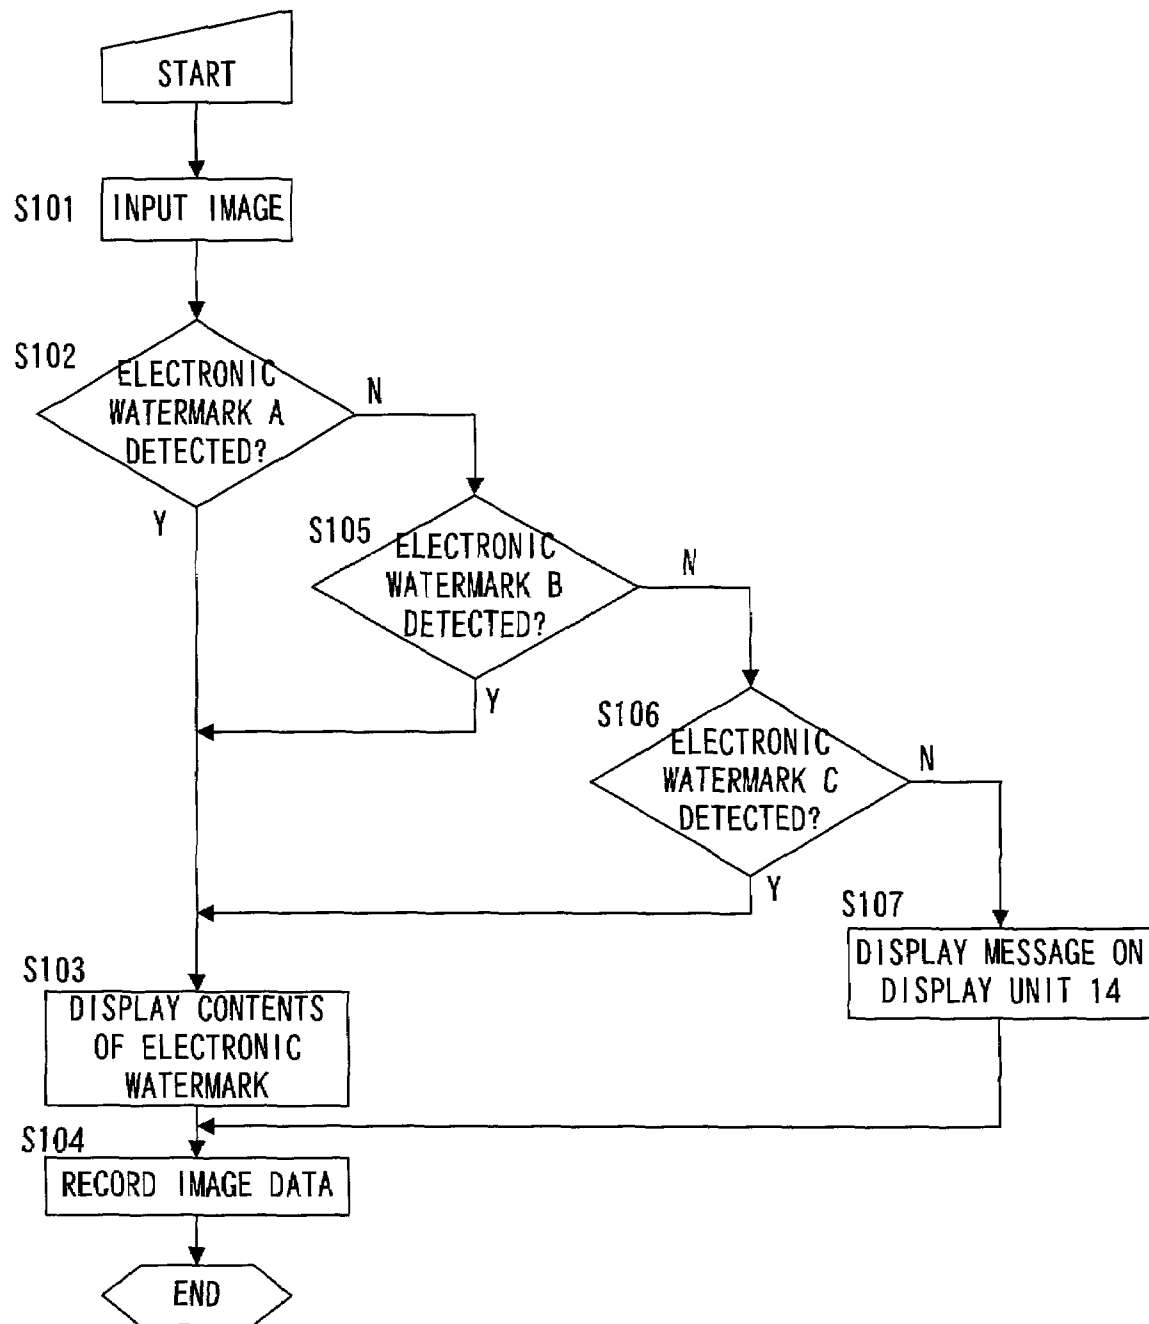 START
S101
INPUT IMAGE
S102
ELECTRONIC
WATERMARK A
DETECTED?
N
Y
S105
ELECTRONIC
WATERMARK B
DETECTED?
N
Y
S106
ELECTRONIC
WATERMARK C
DETECTED?
N
Y
S107
DISPLAY MESSAGE ON
DISPLAY UNIT 14
S103
DISPLAY CONTENTS
OF ELECTRONIC
WATERMARK
S104
RECORD IMAGE DATA
END